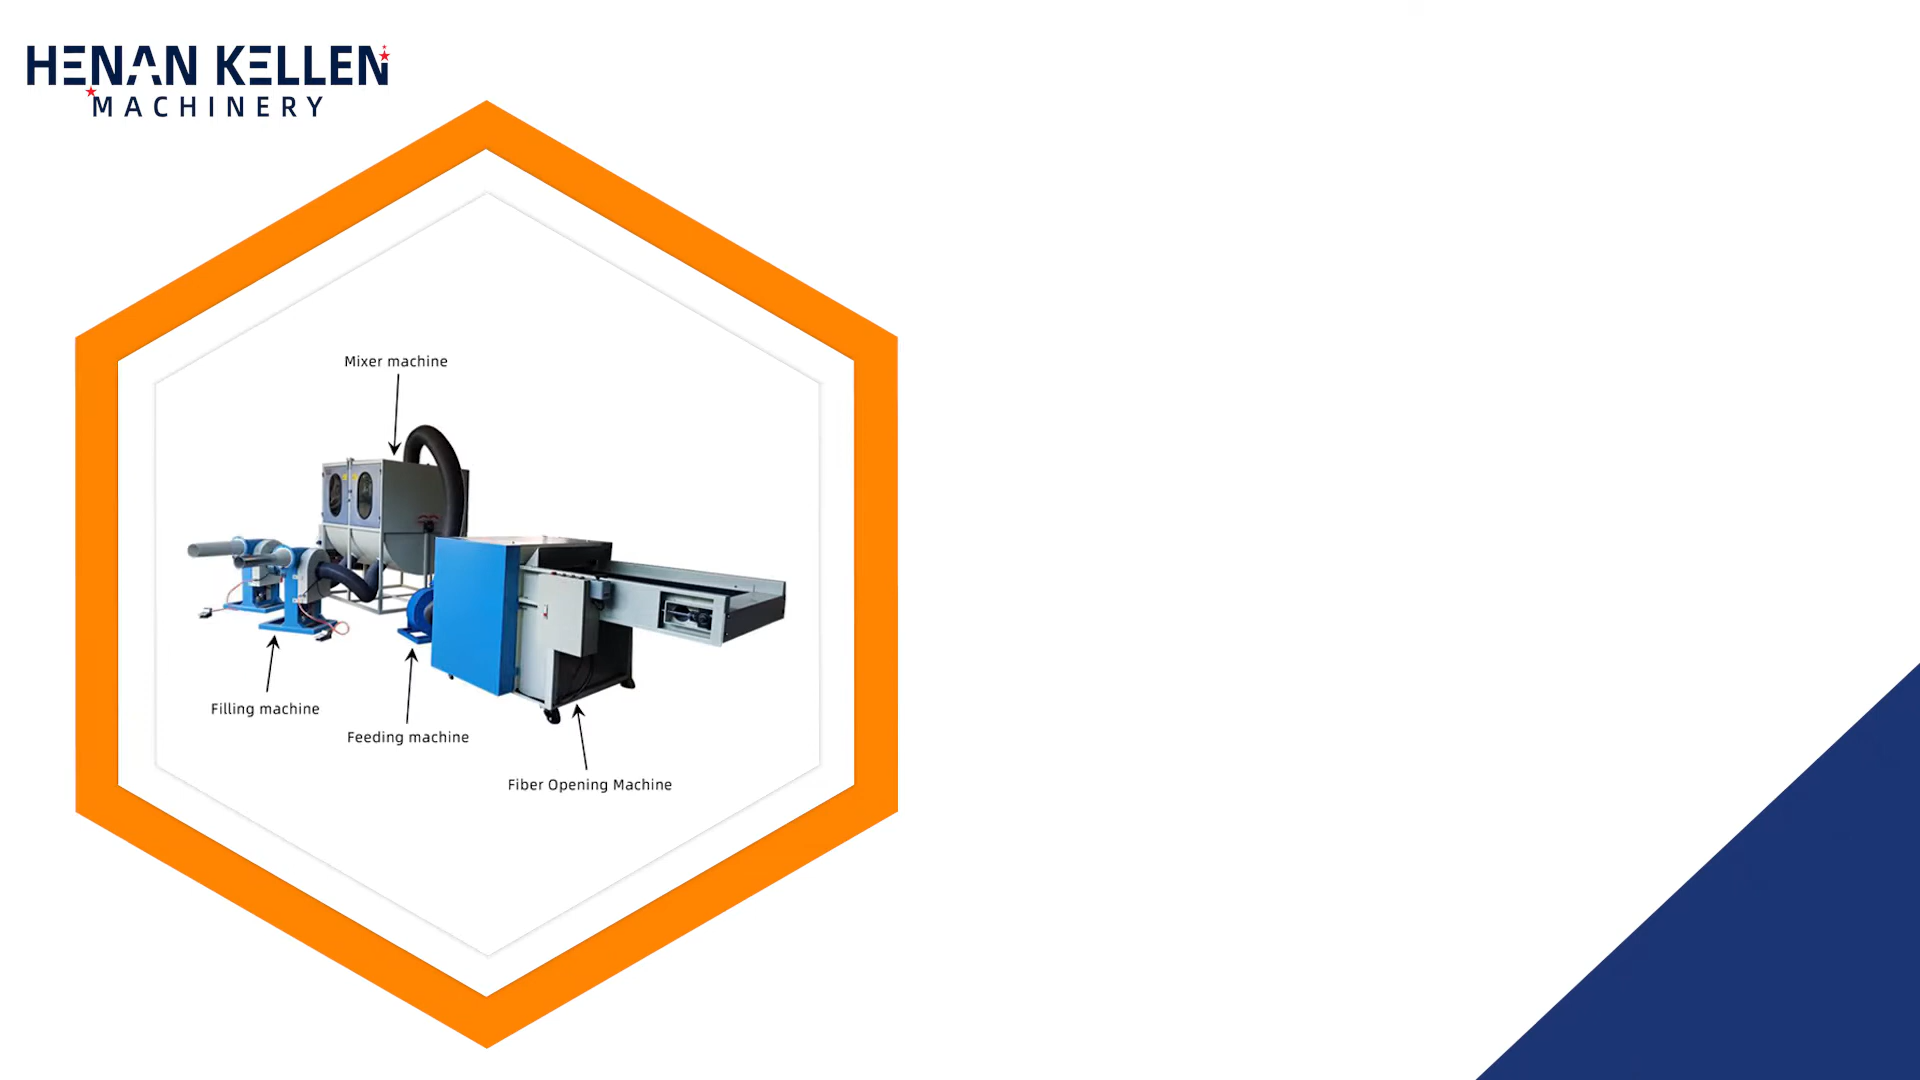 HENAN KELLEN
MACHINERY
Mixer machine
Filling machine
Feeding machine
Fiber Opening Machine